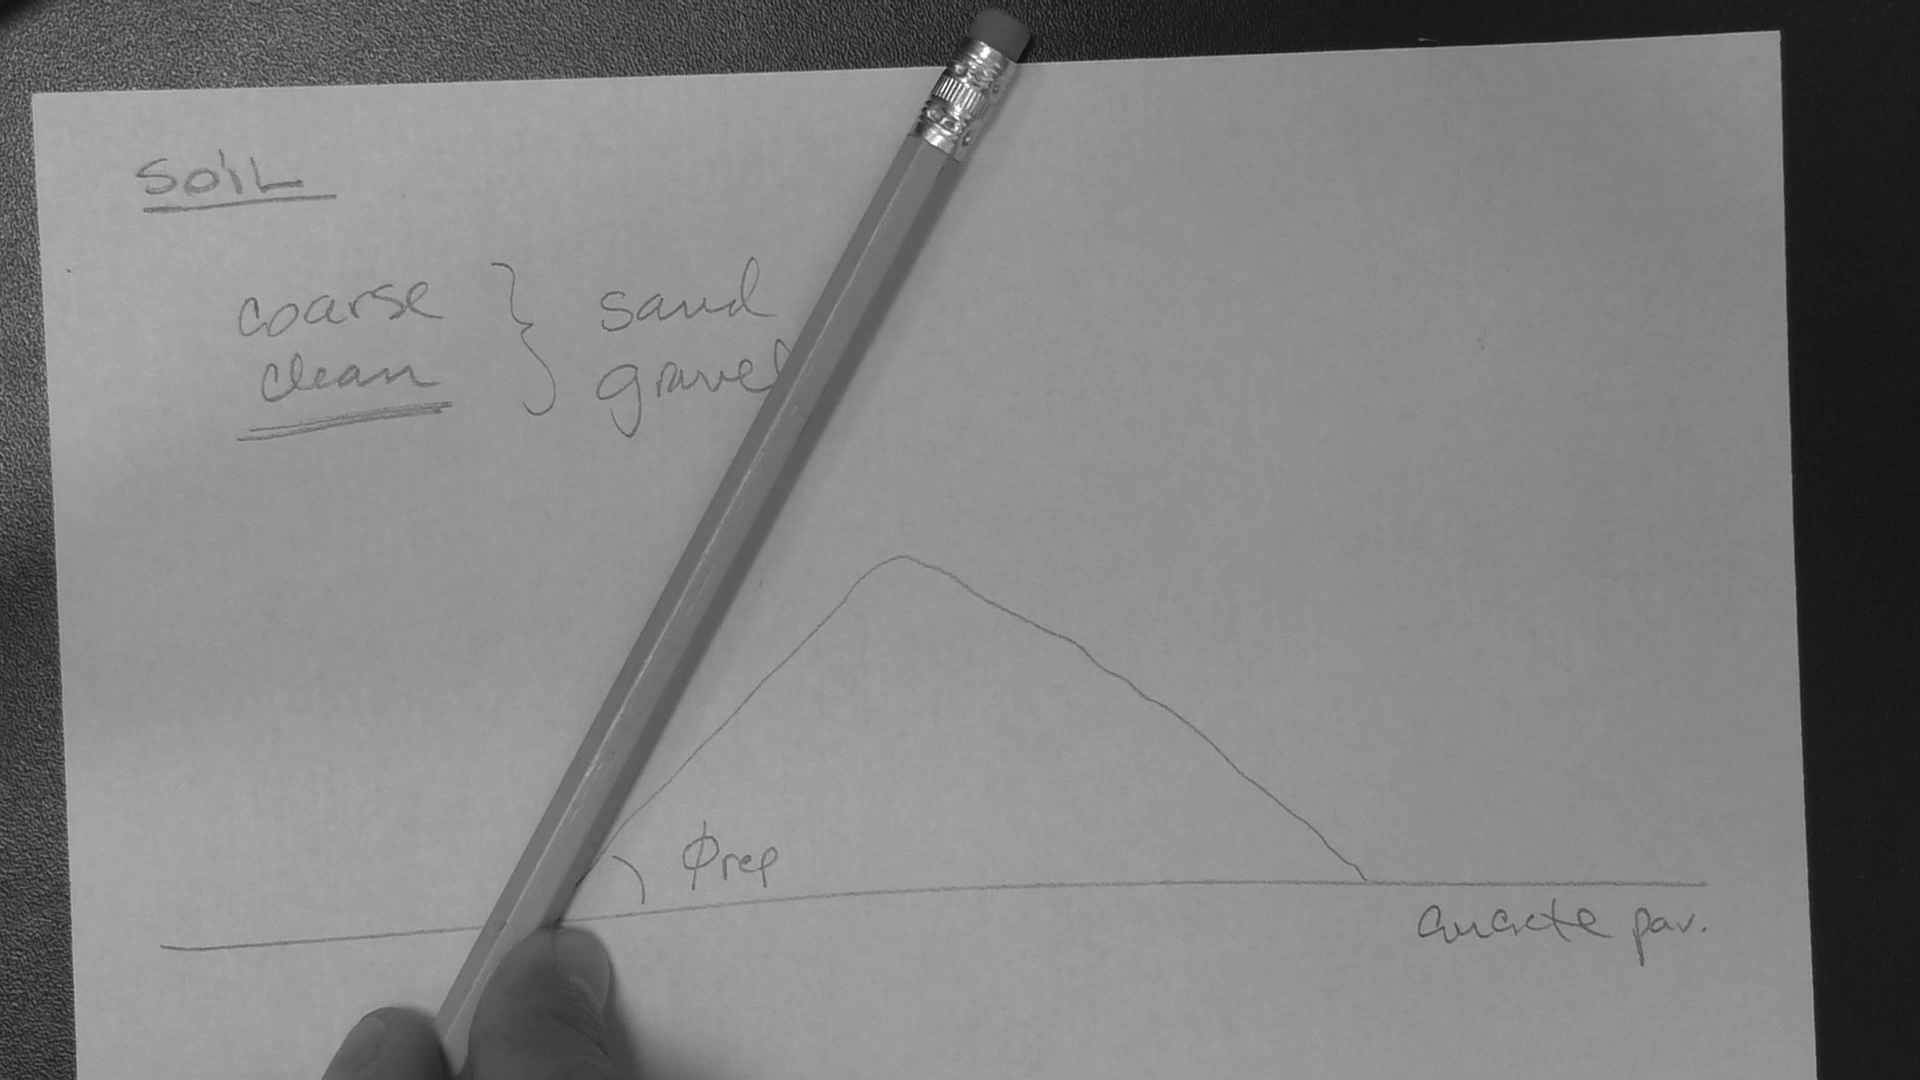 SOIL
coarse } sand
clean } gravel
ϕrep
concrete pav.